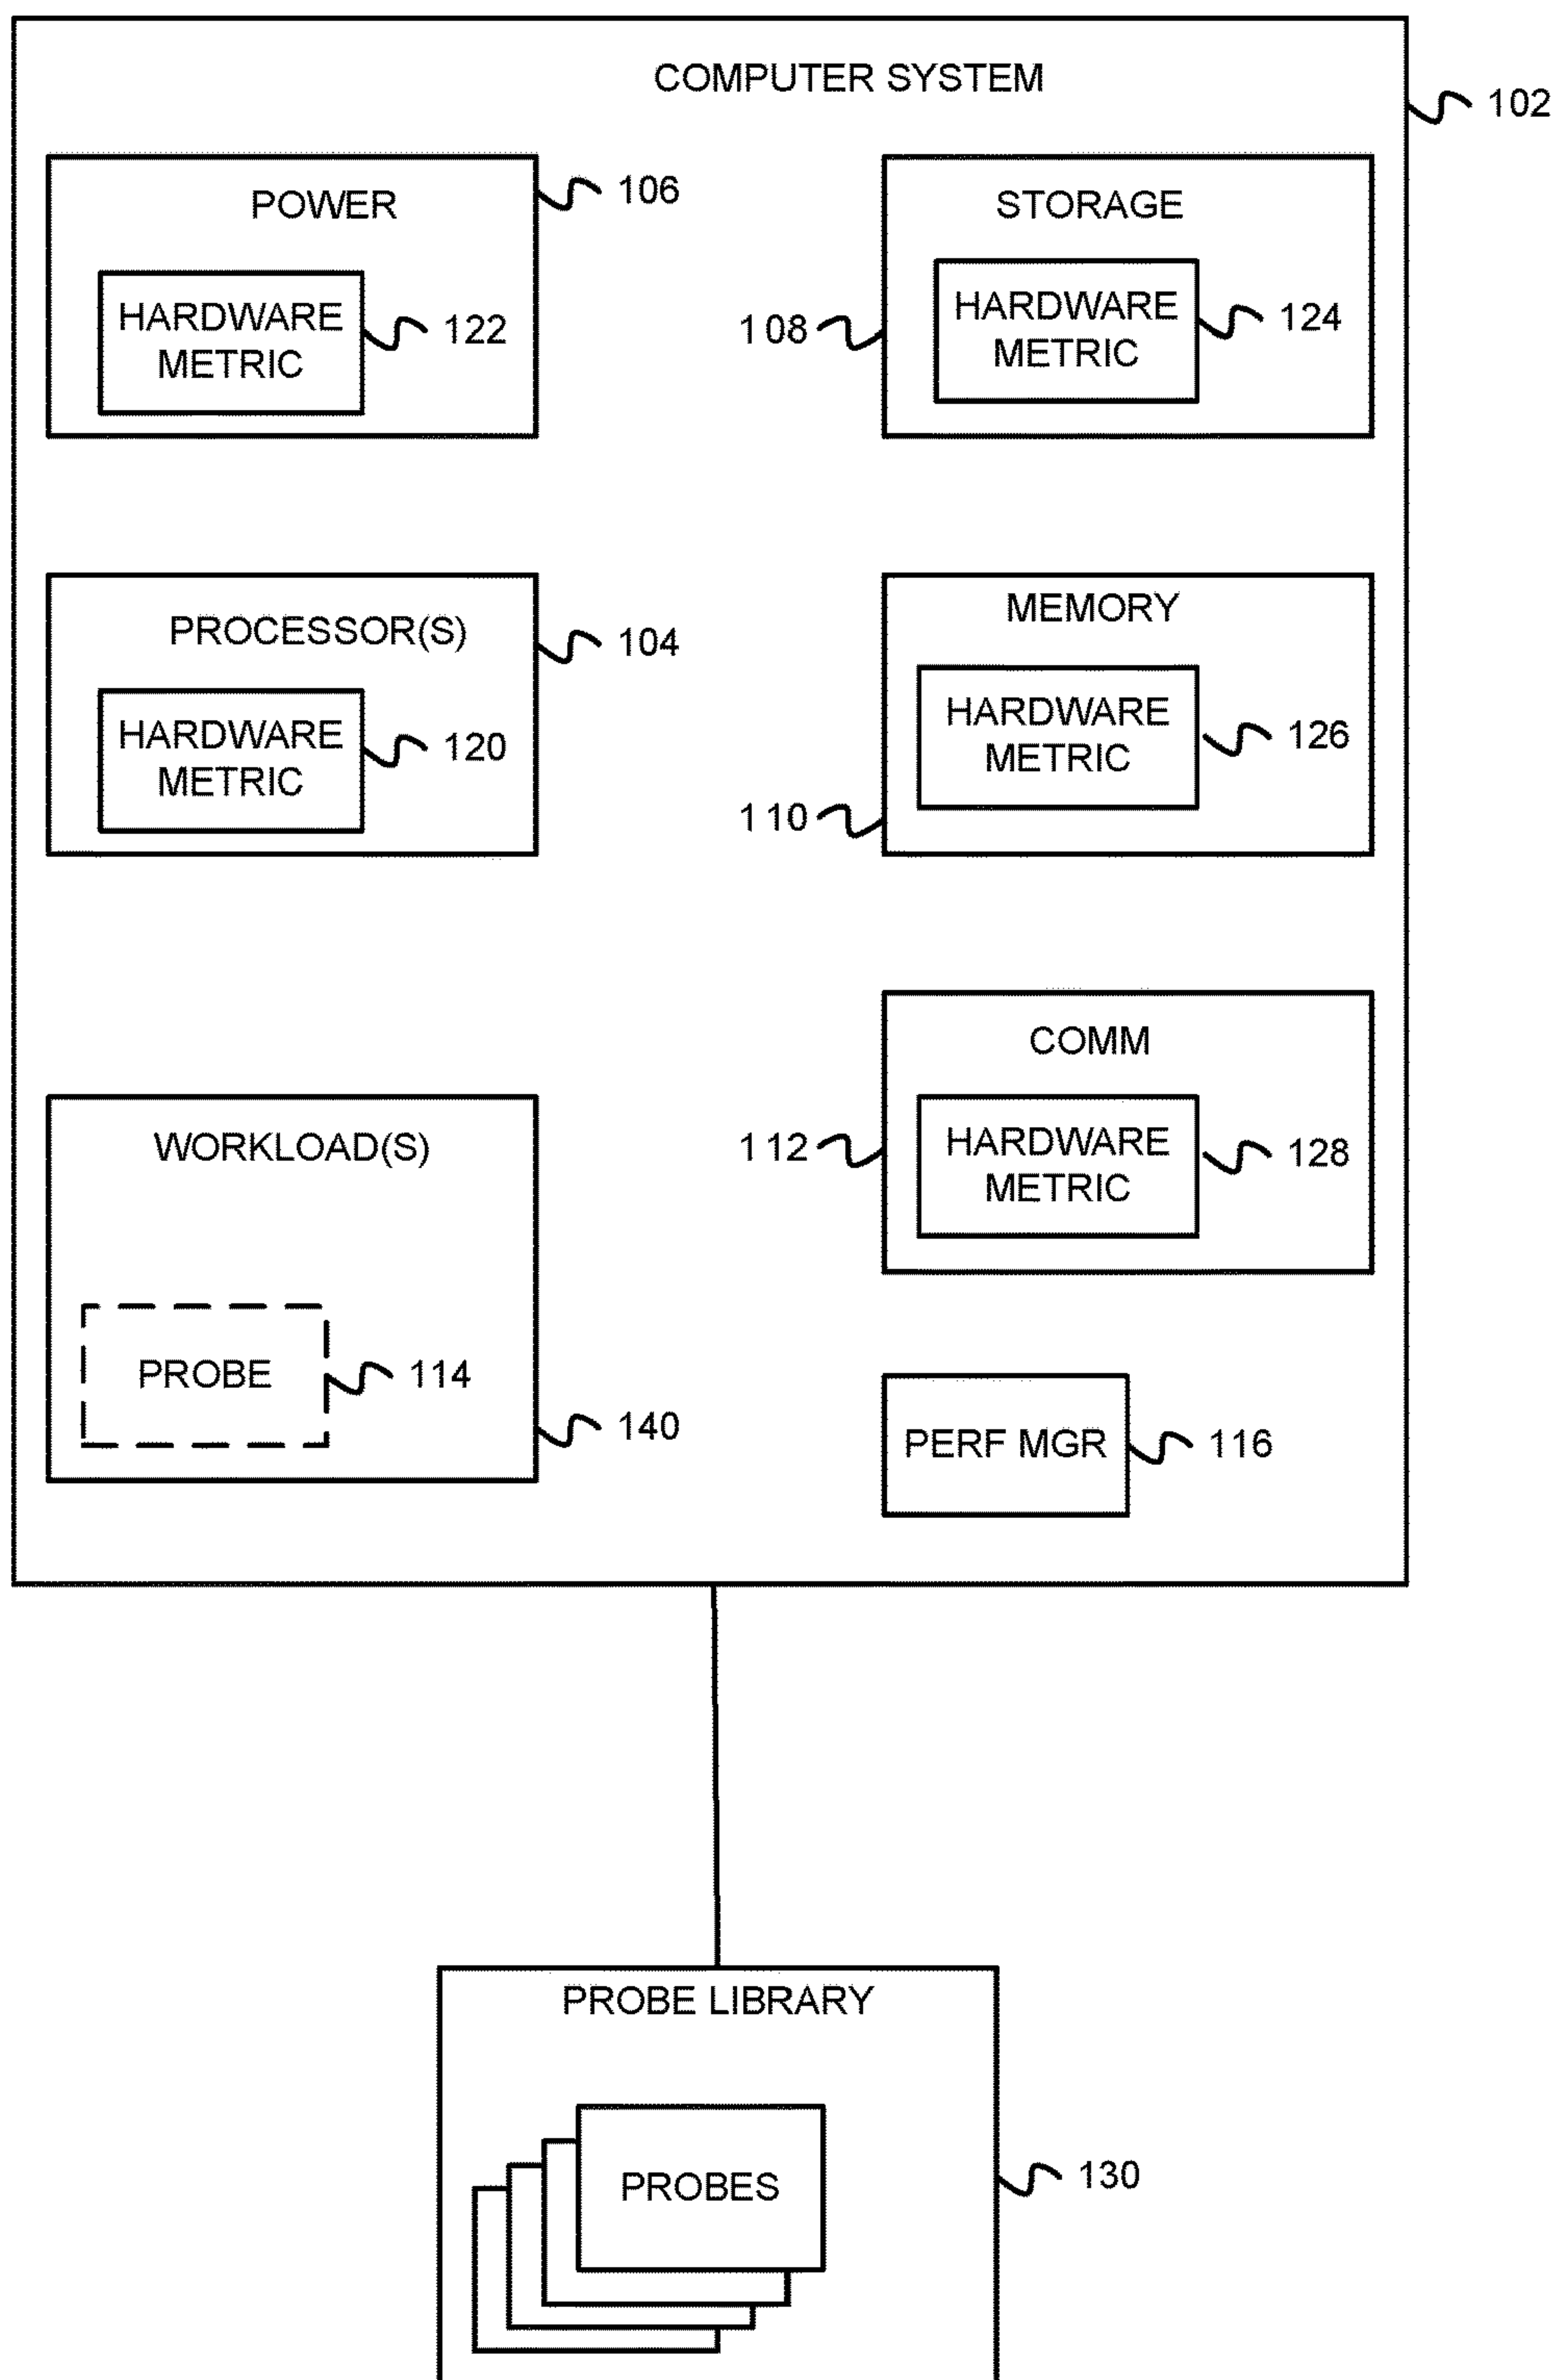 COMPUTER SYSTEM
102
POWER
106
HARDWARE
METRIC
122
STORAGE
108
HARDWARE
METRIC
124
PROCESSOR(S)
104
HARDWARE
METRIC
120
MEMORY
HARDWARE
METRIC
126
110
COMM
112
HARDWARE
METRIC
128
WORKLOAD(S)
PROBE
114
140
PERF MGR
116
PROBE LIBRARY
PROBES
130